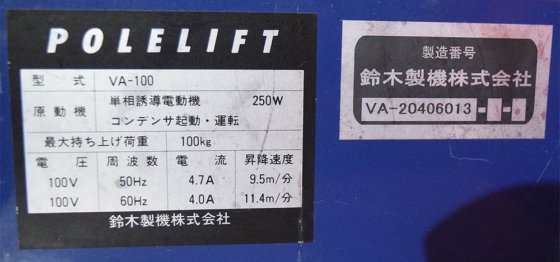 POLELIFT
型式 VA-100
原動機 単相誘導電動機 250W
コンデンサ起動・運転
最大持ち上げ荷重 100kg
電圧 周波数 電流 昇降速度
100V 50Hz 4.7A 9.5m/分
100V 60Hz 4.0A 11.4m/分
鈴木製機株式会社
製造番号
鈴木製機株式会社
VA-20406013